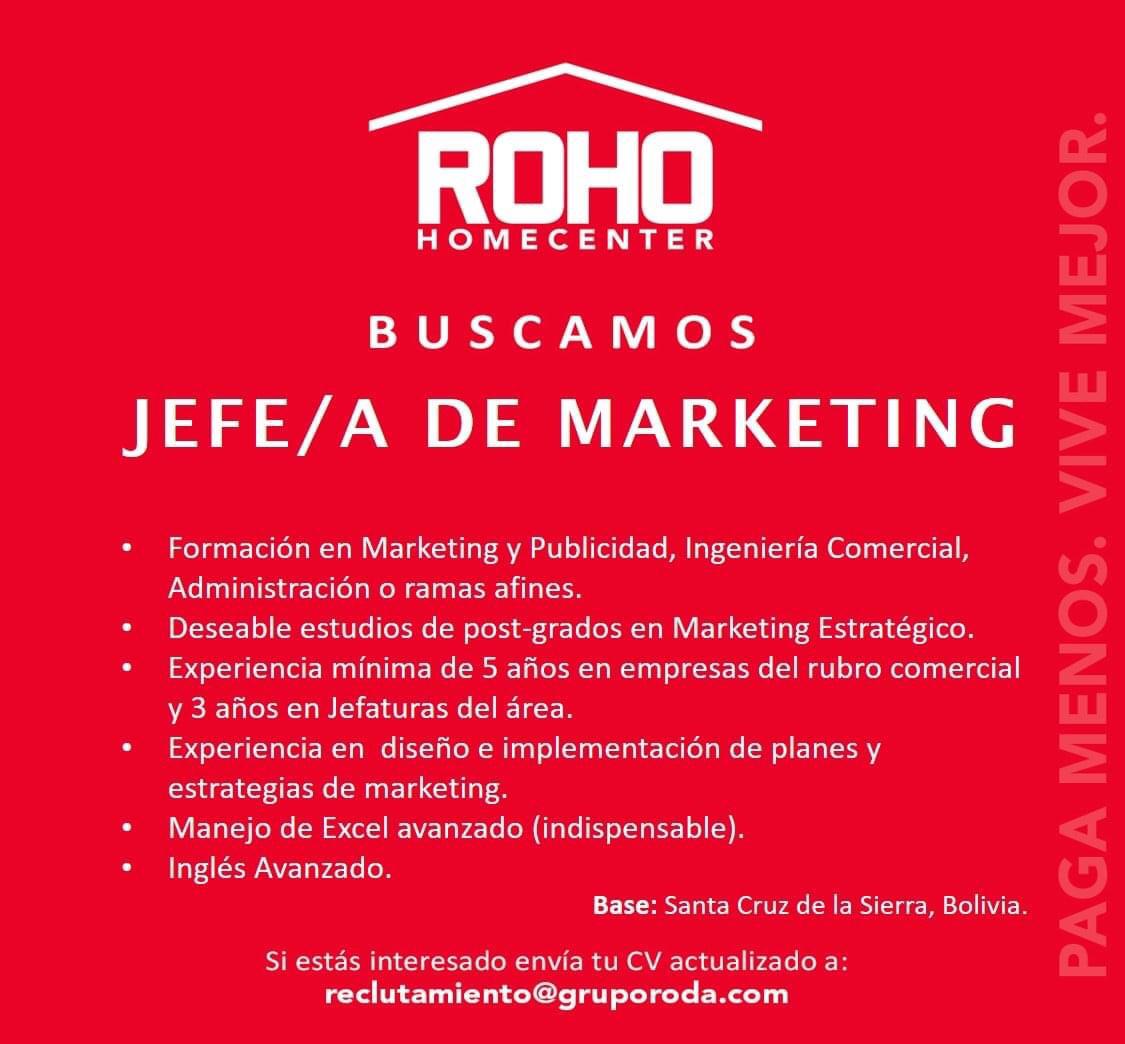 ROHO
HOMECENTER
BUSCAMOS
JEFE/A DE MARKETING
• Formación en Marketing y Publicidad, Ingeniería Comercial,
Administración o ramas afines.
• Deseable estudios de post-grados en Marketing Estratégico.
• Experiencia mínima de 5 años en empresas del rubro comercial
y 3 años en Jefaturas del área.
• Experiencia en  diseño e implementación de planes y
estrategias de marketing.
• Manejo de Excel avanzado (indispensable).
• Inglés Avanzado.
Base: Santa Cruz de la Sierra, Bolivia.
Si estás interesado envía tu CV actualizado a:
reclutamiento@gruporoda.com
PAGA MENOS. VIVE MEJOR.